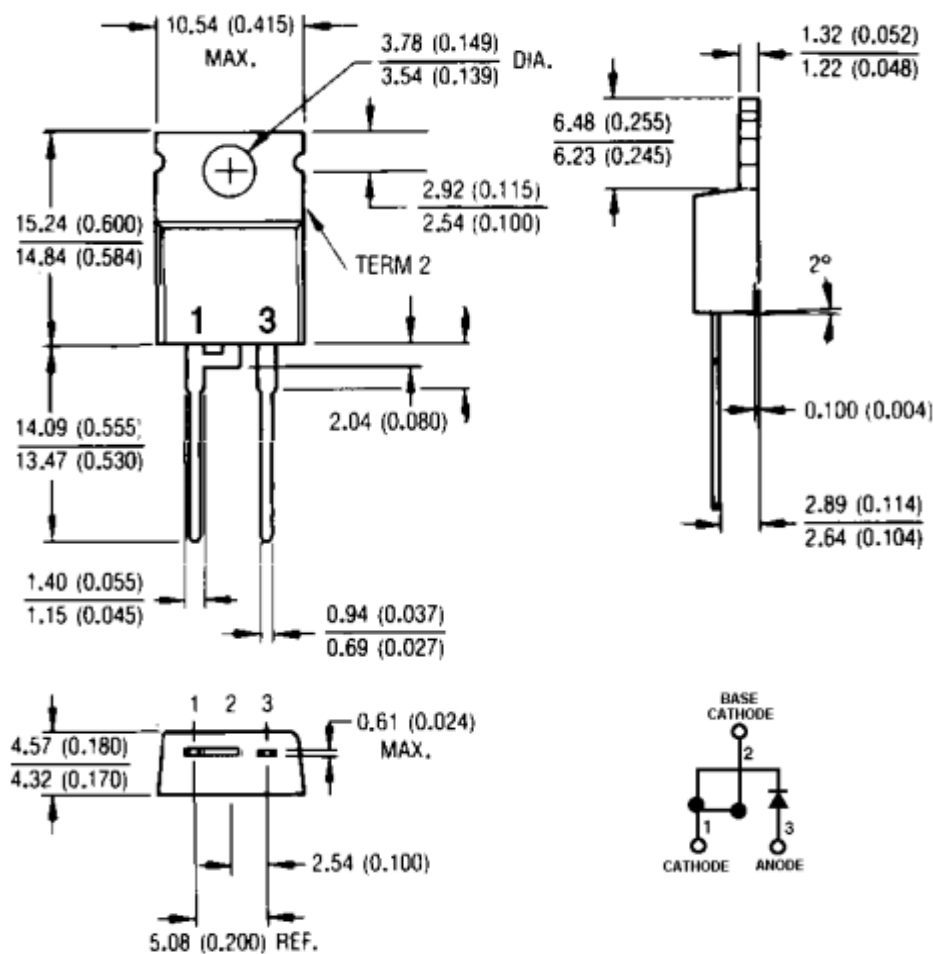 10.54 (0.415)
MAX.
3.78 (0.149)
3.54 (0.139)
DIA.
1.32 (0.052)
1.22 (0.048)
6.48 (0.255)
6.23 (0.245)
2.92 (0.115)
2.54 (0.100)
15.24 (0.600)
14.84 (0.584)
TERM 2
2º
1 3
2.04 (0.080)
0.100 (0.004)
14.09 (0.555)
13.47 (0.530)
2.89 (0.114)
2.64 (0.104)
1.40 (0.055)
1.15 (0.045)
0.94 (0.037)
0.69 (0.027)
1 2 3
0.61 (0.024)
MAX.
4.57 (0.180)
4.32 (0.170)
2.54 (0.100)
5.08 (0.200) REF.
BASE
CATHODE
2
1 3
CATHODE ANODE